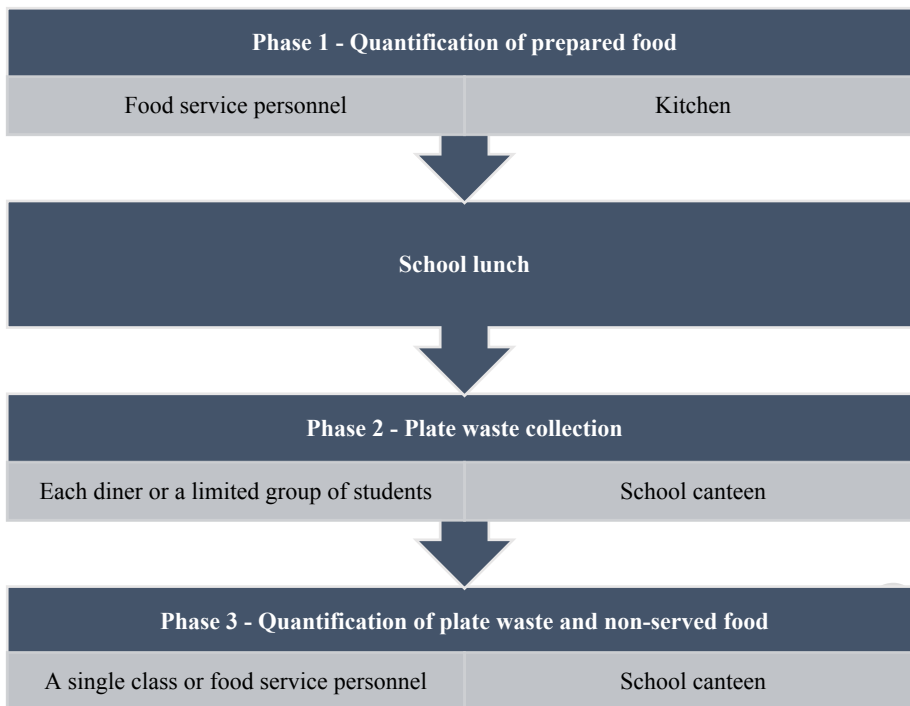 Phase 1 - Quantification of prepared food
Food service personnel
Kitchen
School lunch
Phase 2 - Plate waste collection
Each diner or a limited group of students
School canteen
Phase 3 - Quantification of plate waste and non-served food
A single class or food service personnel
School canteen